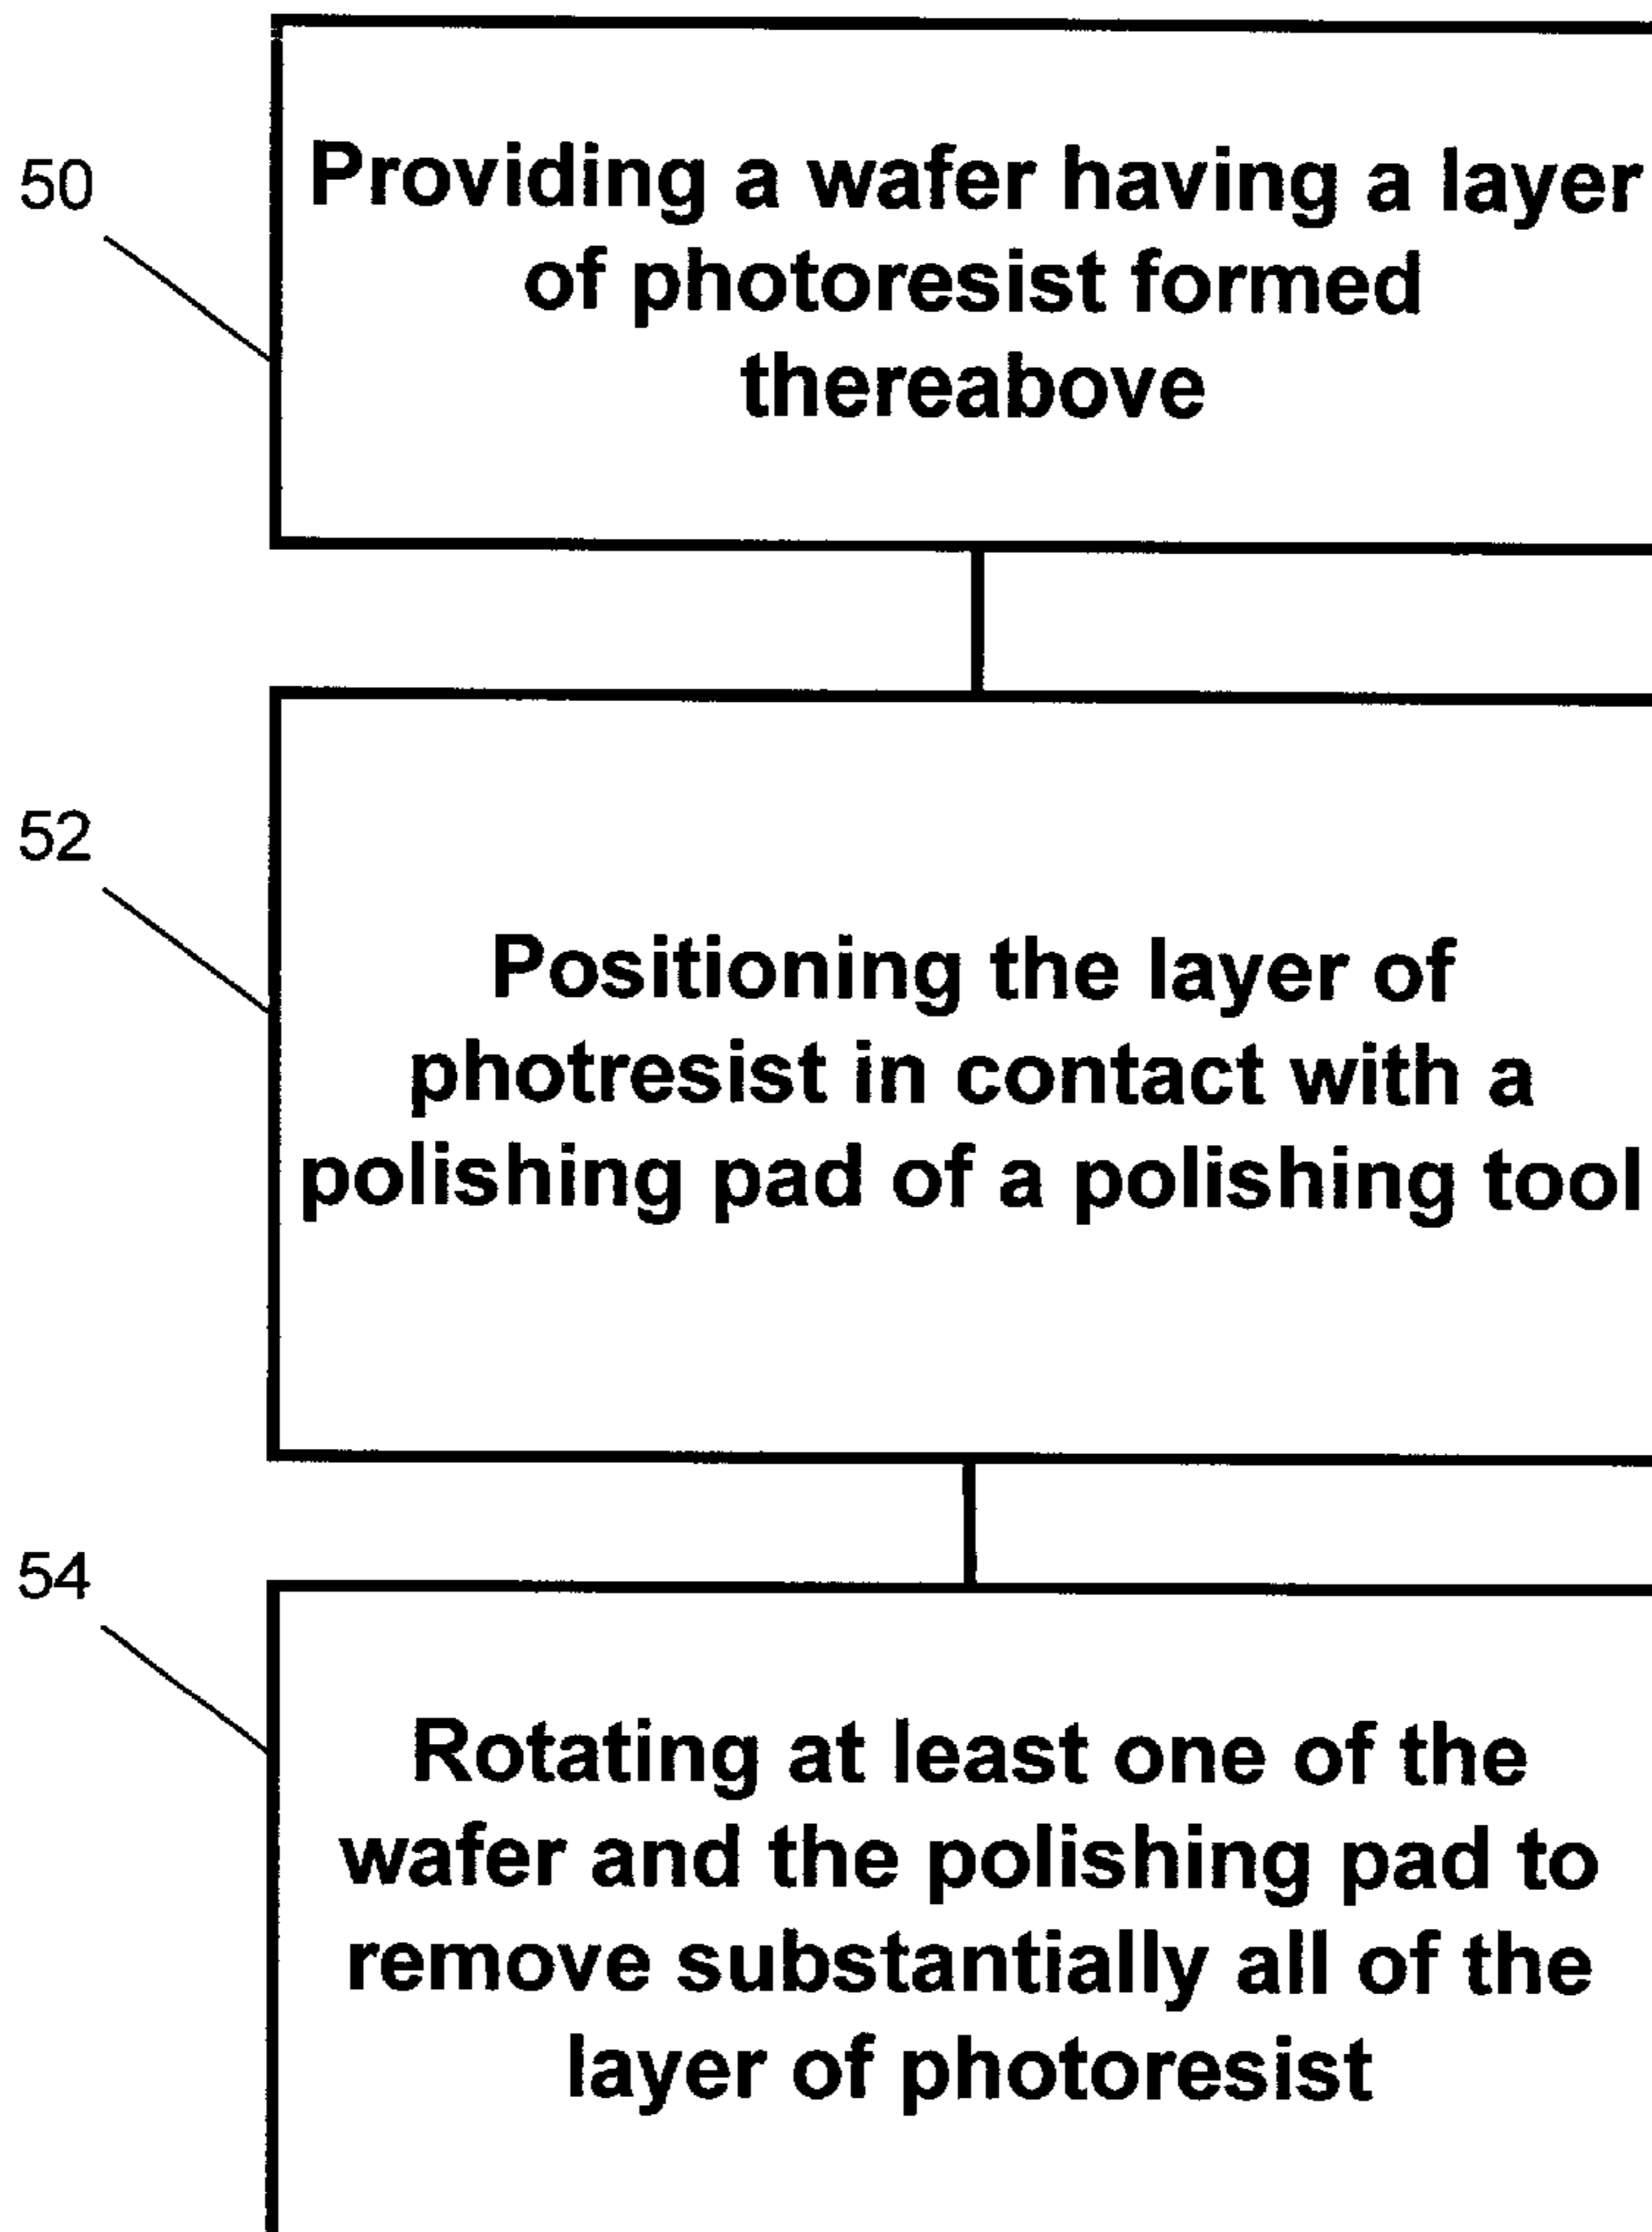 50
Providing a wafer having a layer
of photoresist formed
thereabove
52
Positioning the layer of
photresist in contact with a
polishing pad of a polishing tool
54
Rotating at least one of the
wafer and the polishing pad to
remove substantially all of the
layer of photoresist